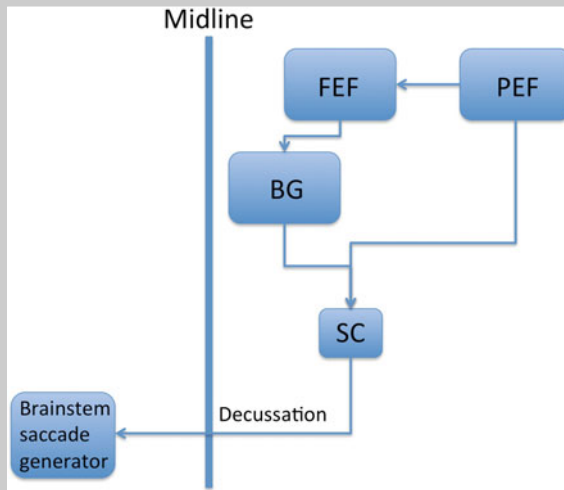 Midline
FEF
PEF
BG
SC
Decussation
Brainstem
saccade
generator